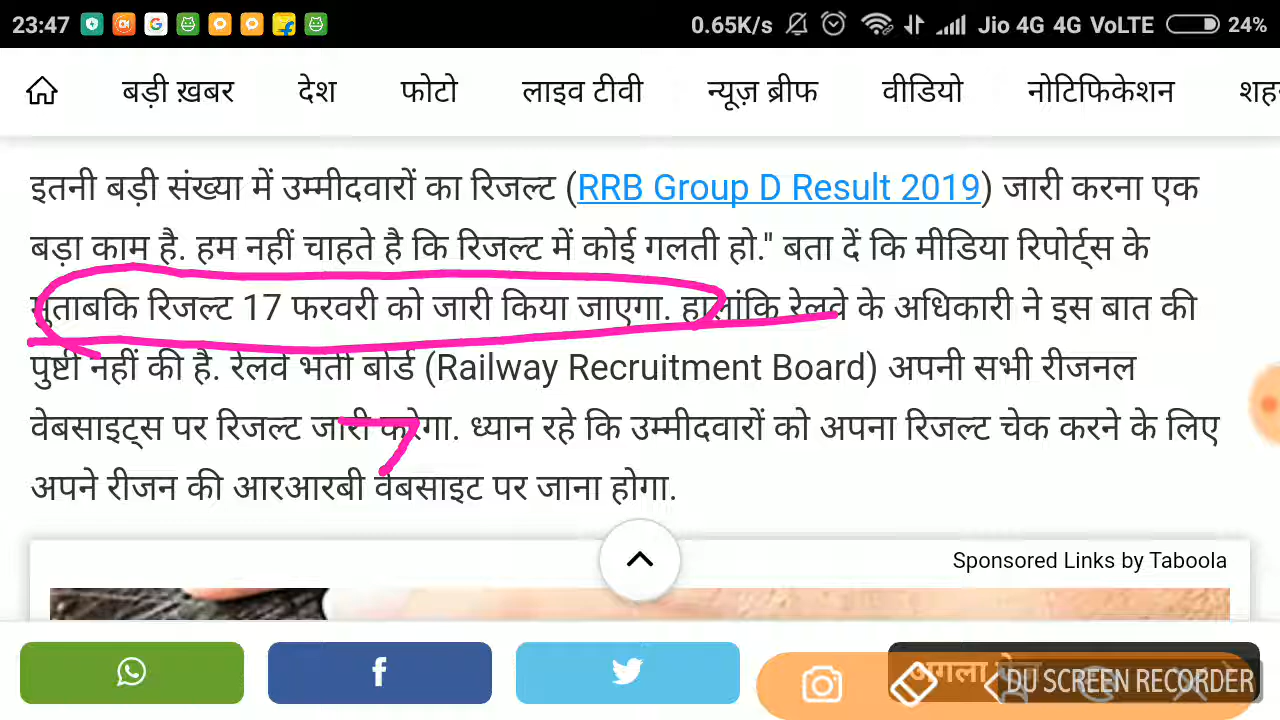 23:47 0.65K/s Jio 4G 4G VoLTE 24%
बड़ी ख़बर देश फोटो लाइव टीवी न्यूज़ ब्रीफ वीडियो नोटिफिकेशन शहर
इतनी बड़ी संख्या में उम्मीदवारों का रिजल्ट (RRB Group D Result 2019) जारी करना एक
बड़ा काम है. हम नहीं चाहते है कि रिजल्ट में कोई गलती हो." बता दें कि मीडिया रिपोर्ट्स के
मुताबकि रिजल्ट 17 फरवरी को जारी किया जाएगा. हालांकि रेलवे के अधिकारी ने इस बात की
पुष्टी नहीं की है. रेलवे भर्ती बोर्ड (Railway Recruitment Board) अपनी सभी रीजनल
वेबसाइट्स पर रिजल्ट जारी करेगा. ध्यान रहे कि उम्मीदवारों को अपना रिजल्ट चेक करने के लिए
अपने रीजन की आरआरबी वेबसाइट पर जाना होगा.
Sponsored Links by Taboola
अगला पेज
DU SCREEN RECORDER